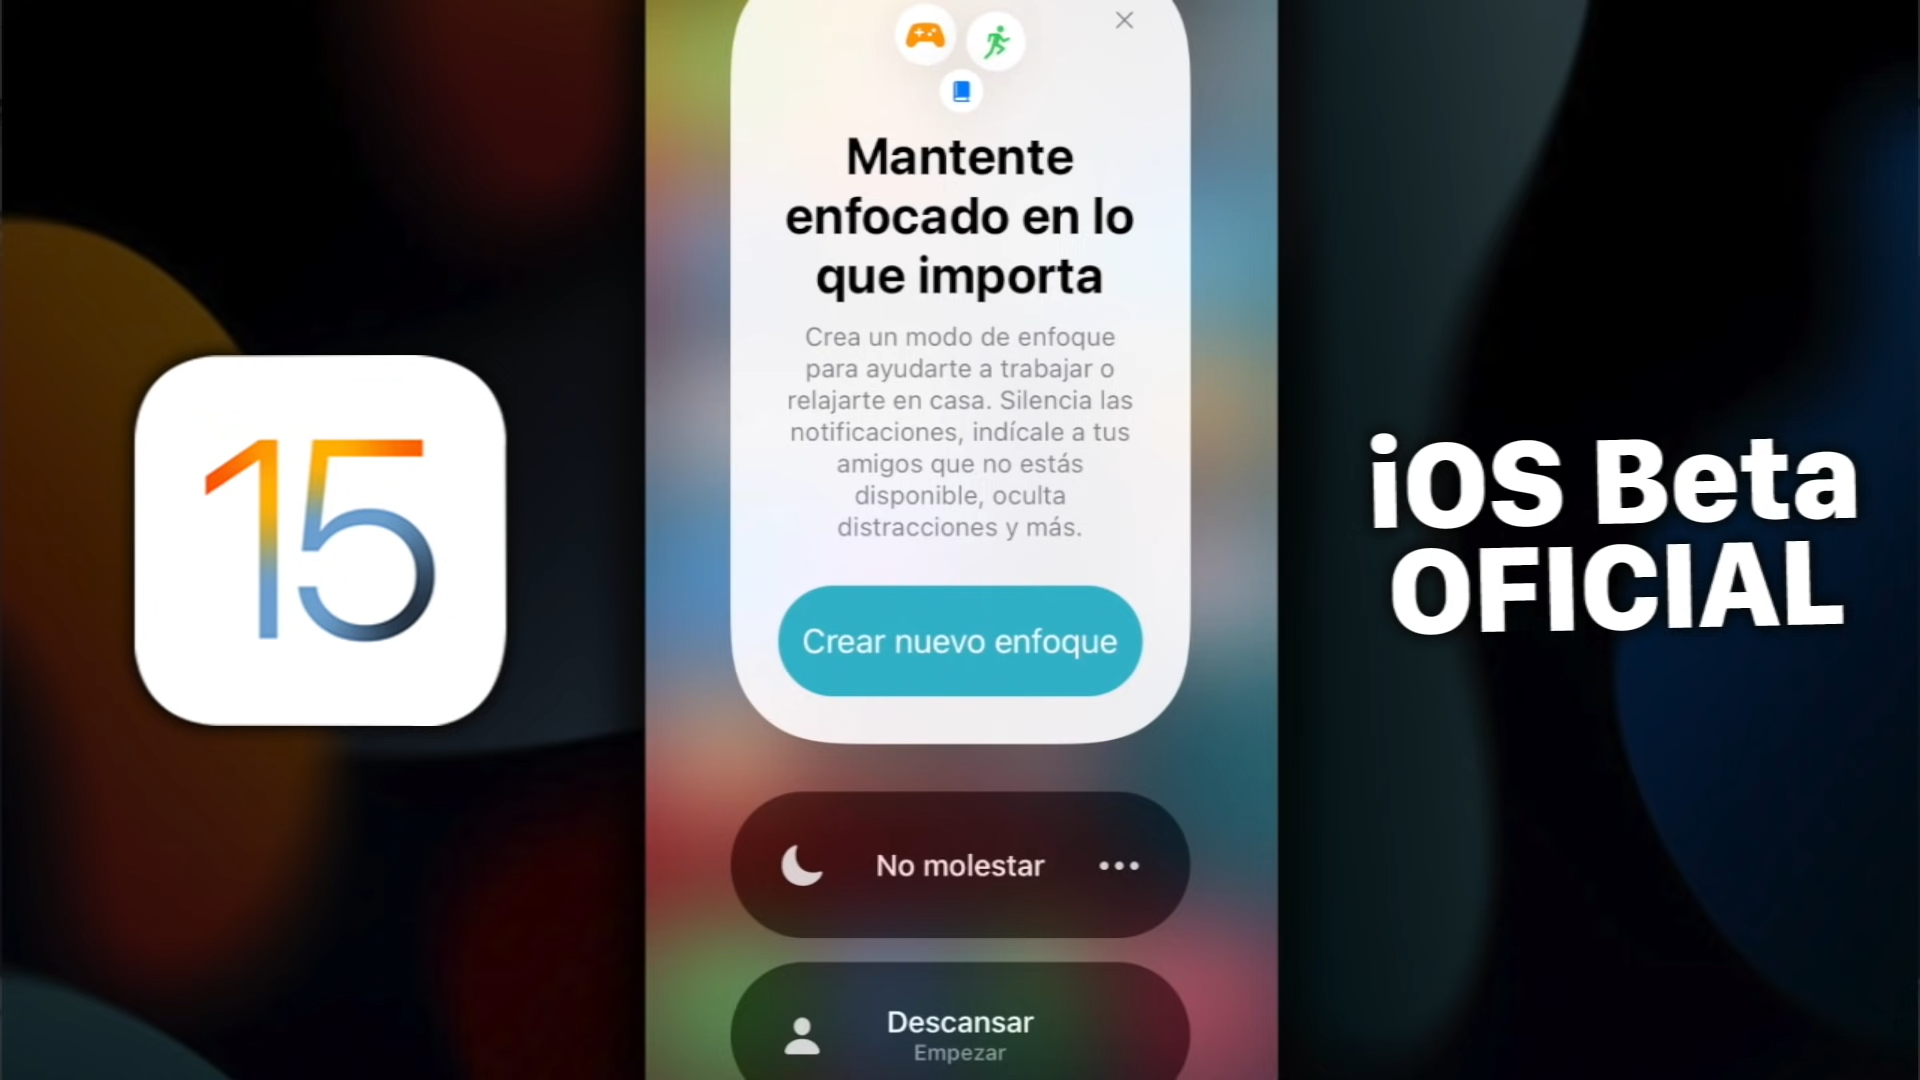 Mantente
enfocado en lo
que importa
Crea un modo de enfoque
para ayudarte a trabajar o
relajarte en casa. Silencia las
notificaciones, indícale a tus
amigos que no estás
disponible, oculta
distracciones y más.
Crear nuevo enfoque
No molestar
Descansar
Empezar
15
iOS Beta
OFICIAL